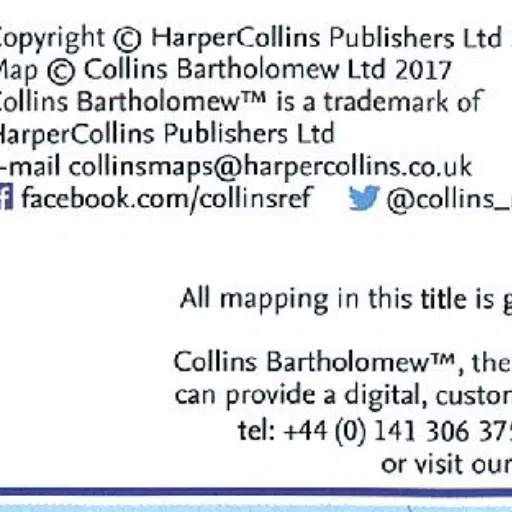 opyright © HarperCollins Publishers Ltd
Map © Collins Bartholomew Ltd 2017
ollins Bartholomew™ is a trademark of
HarperCollins Publishers Ltd
-mail collinsmaps@harpercollins.co.uk
facebook.com/collinsref @collins_
All mapping in this title is g
Collins Bartholomew™, the
can provide a digital, custo
tel: +44 (0) 141 306 375
or visit our